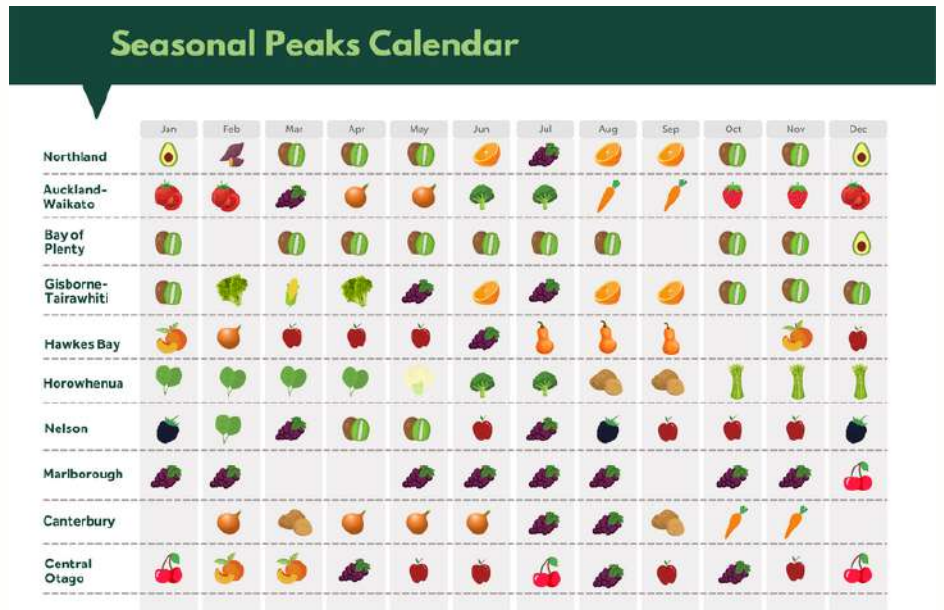 Seasonal Peaks Calendar
Jan Feb Mar Apr May Jun Jul Aug Sep Oct Nov Dec
Northland
Auckland-
Waikato
Bay of
Plenty
Gisborne-
Tairawhiti
Hawkes Bay
Horowhenua
Nelson
Marlborough
Canterbury
Central
Otago